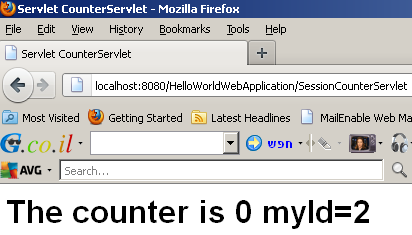 Servlet CounterServlet - Mozilla Firefox
File Edit View History Bookmarks Tools Help
Servlet CounterServlet +
localhost:8080/HelloWorldWebApplication/SessionCounterServlet
Most Visited Getting Started Latest Headlines MailEnable Web Ma
G.co.il חפש
AVG Search...
The counter is 0 myId=2